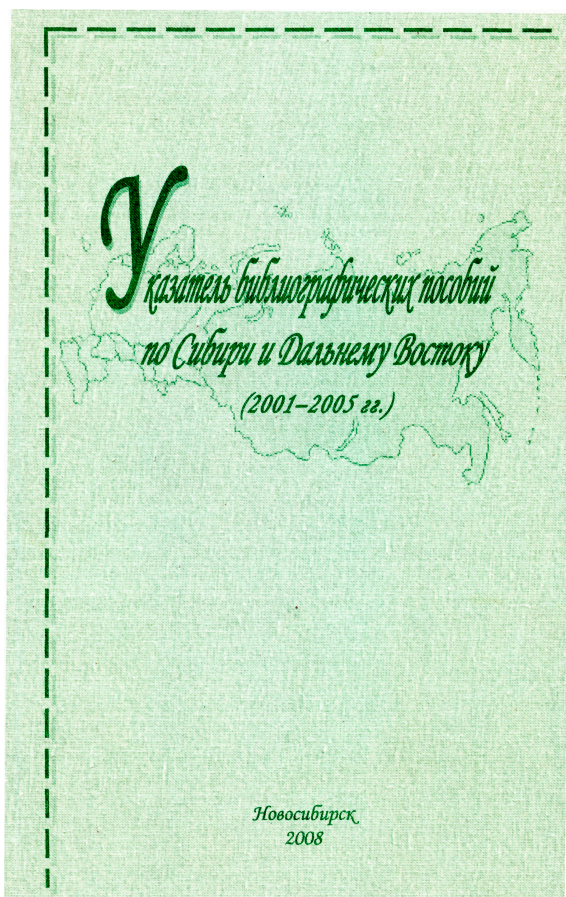 Указатель библиографических пособий
по Сибири и Дальнему Востоку
(2001–2005 гг.)
Новосибирск
2008